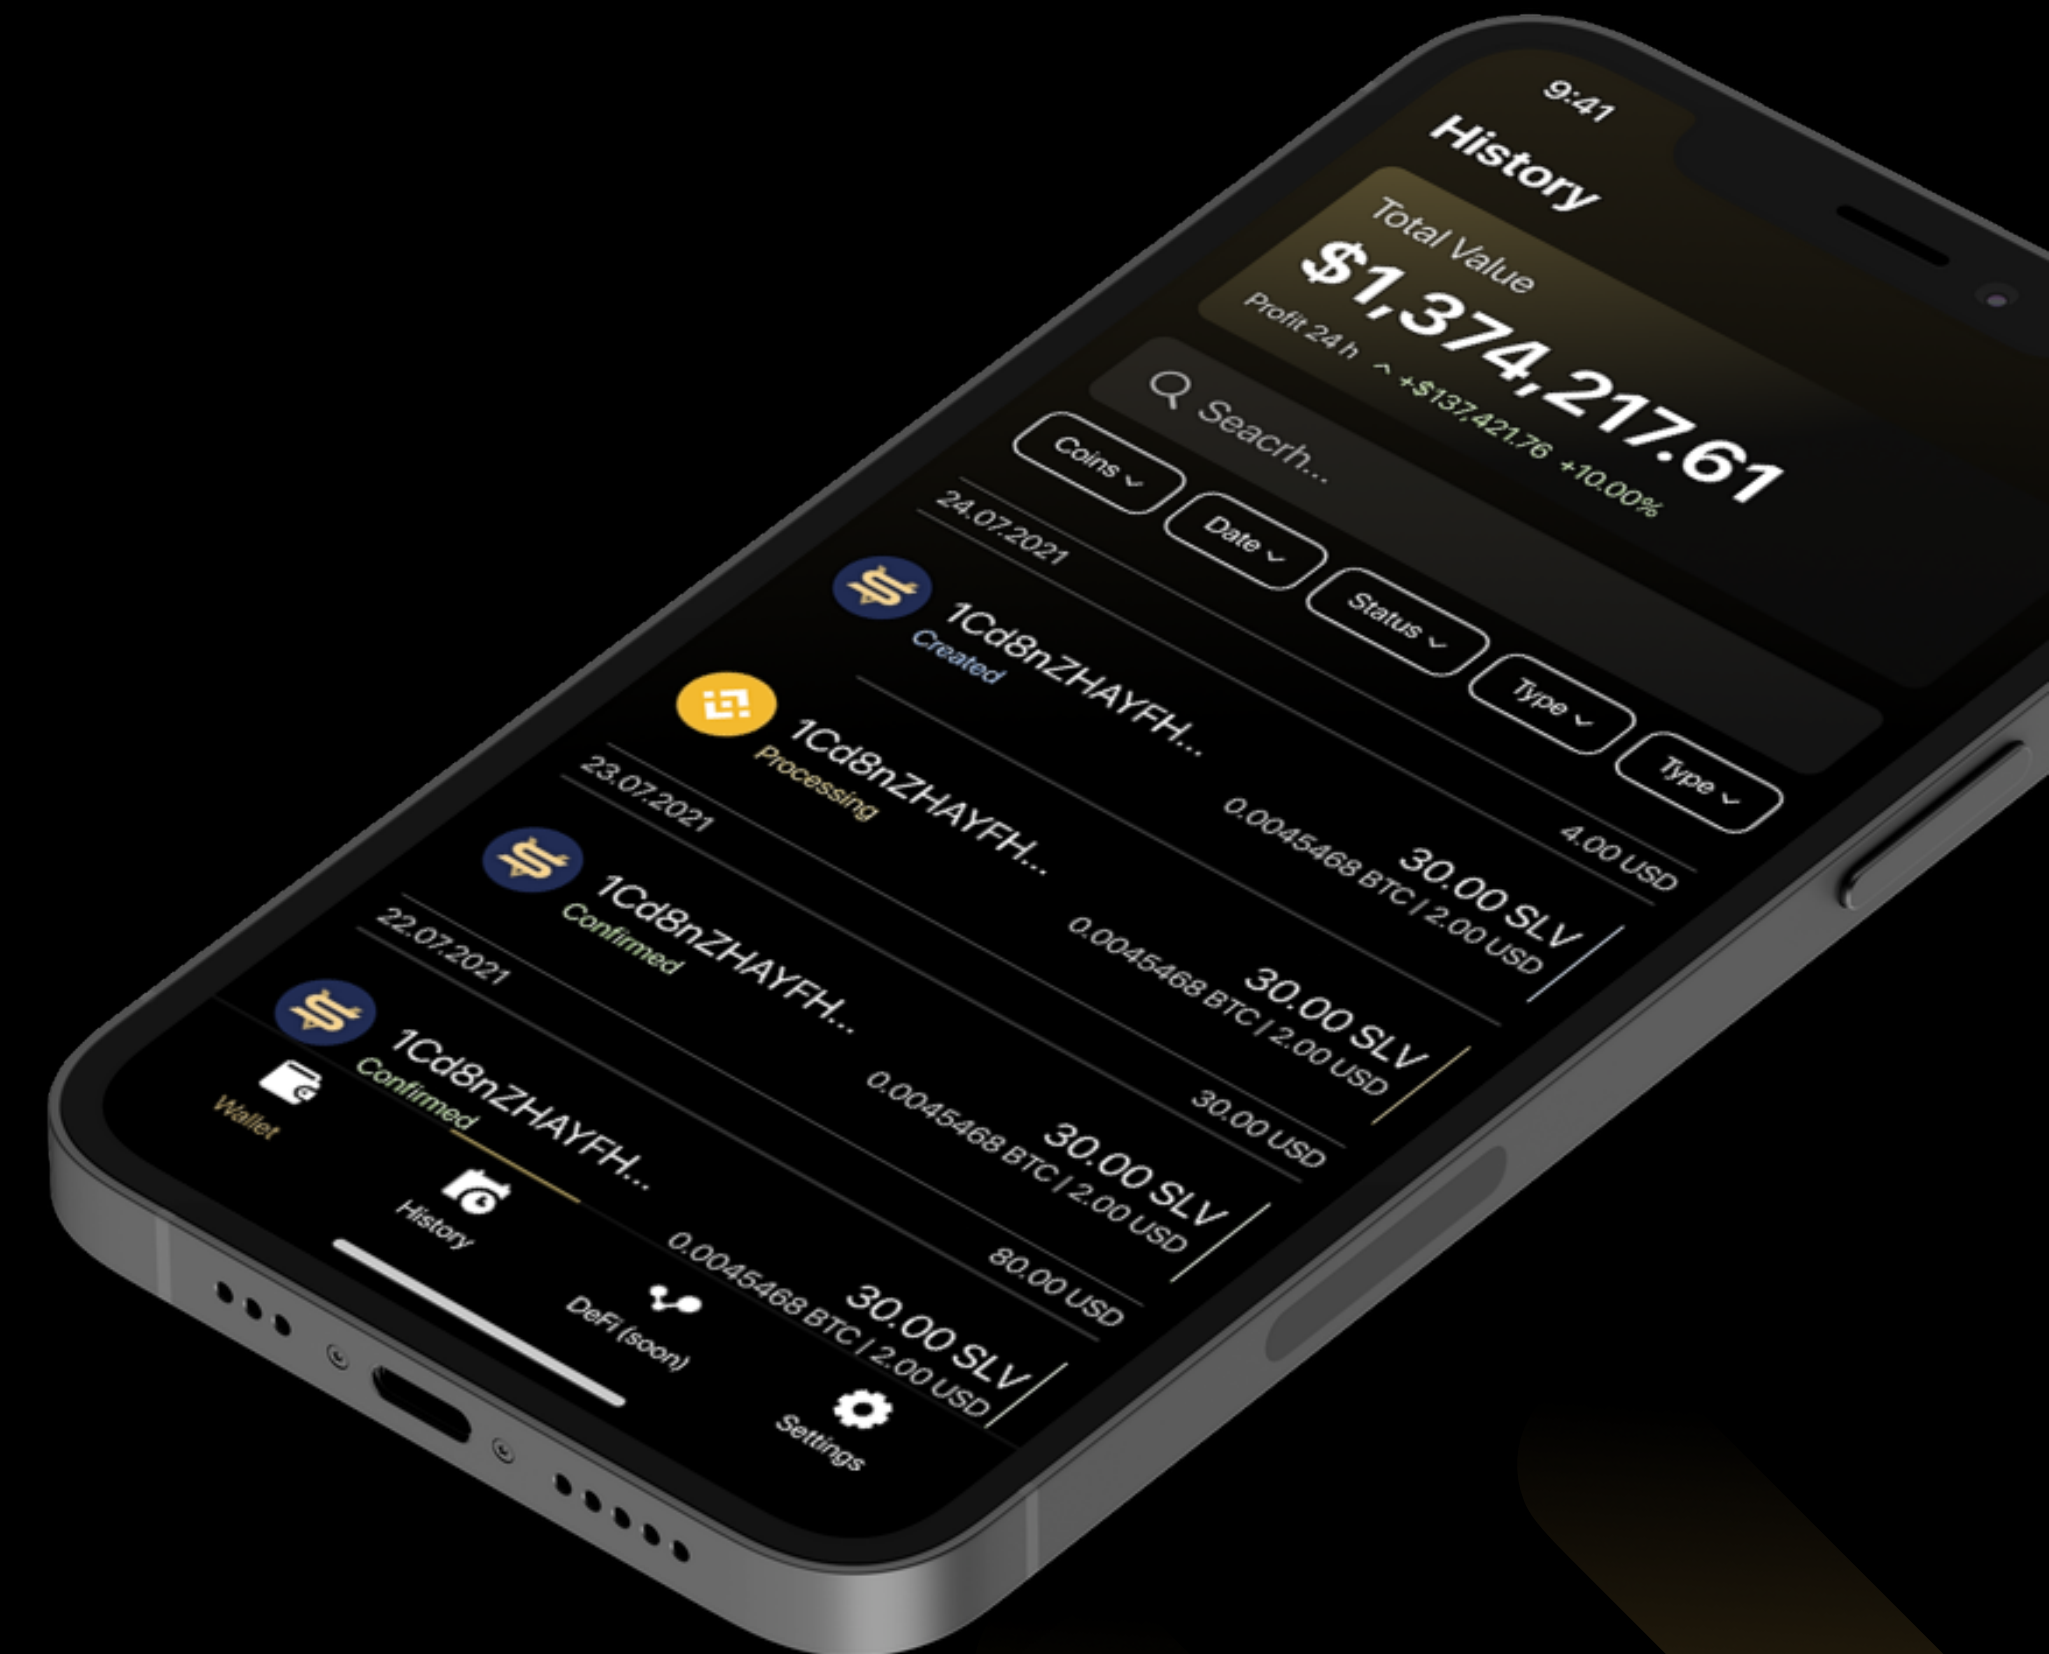 9:41
History
Total Value
$1,374,217.61
Profit 24 h ^ +$137,421.76 +10.00%
Seacrh...
Coins Date Status Type Type
24.07.2021 4.00 USD
1Cd8nZHAYFH... 30.00 SLV
Created 0.0045468 BTC | 2.00 USD
1Cd8nZHAYFH... 30.00 SLV
Processing 0.0045468 BTC | 2.00 USD
23.07.2021 30.00 USD
1Cd8nZHAYFH... 30.00 SLV
Confirmed 0.0045468 BTC | 2.00 USD
22.07.2021 80.00 USD
1Cd8nZHAYFH... 30.00 SLV
Confirmed 0.0045468 BTC | 2.00 USD
Wallet History DeFi (soon) Settings